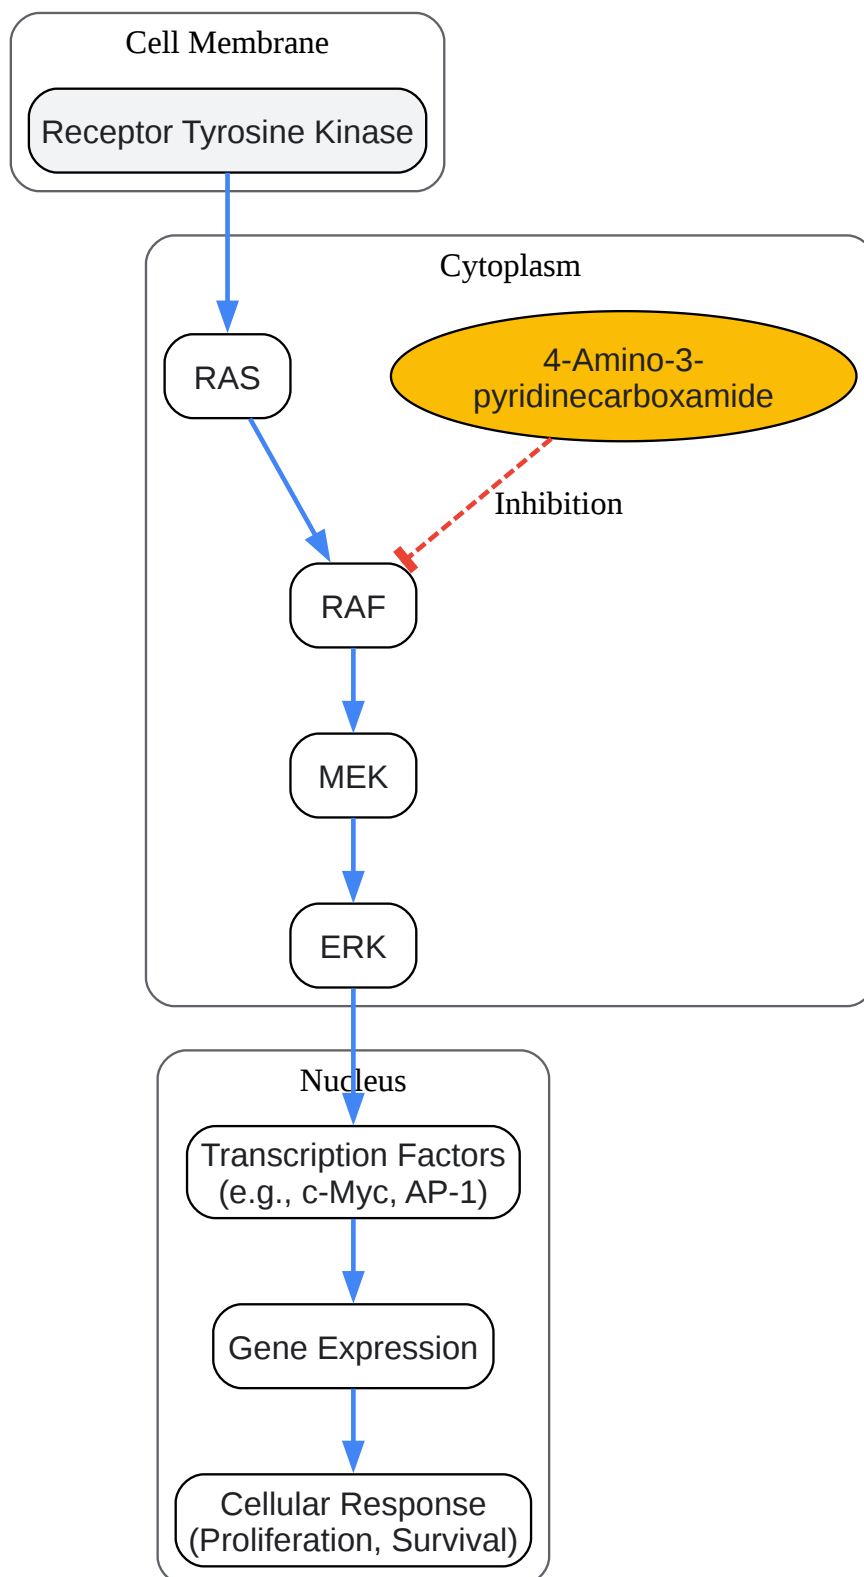 Cell Membrane
Receptor Tyrosine Kinase
Cytoplasm
RAS
4-Amino-3-
pyridinecarboxamide
Inhibition
RAF
MEK
ERK
Nucleus
Transcription Factors
(e.g., c-Myc, AP-1)
Gene Expression
Cellular Response
(Proliferation, Survival)